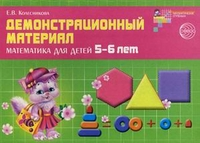 Е.В. Колесникова
ДЕМОНСТРАЦИОННЫЙ
МАТЕРИАЛ
МАТЕМАТИКА ДЛЯ ДЕТЕЙ 5-6 лет